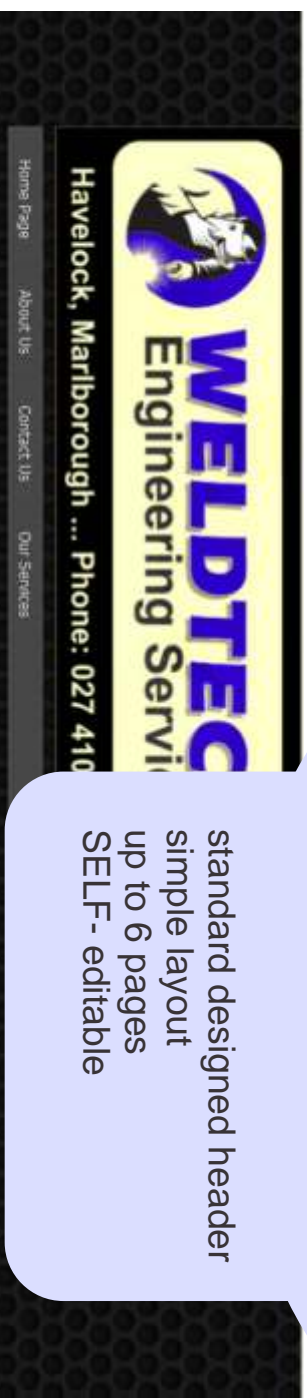 WELDTEC
Engineering Servi
Havelock, Marlborough ... Phone: 027 410
Home Page About Us Contact Us Our Services
standard designed header
simple layout
up to 6 pages
SELF- editable